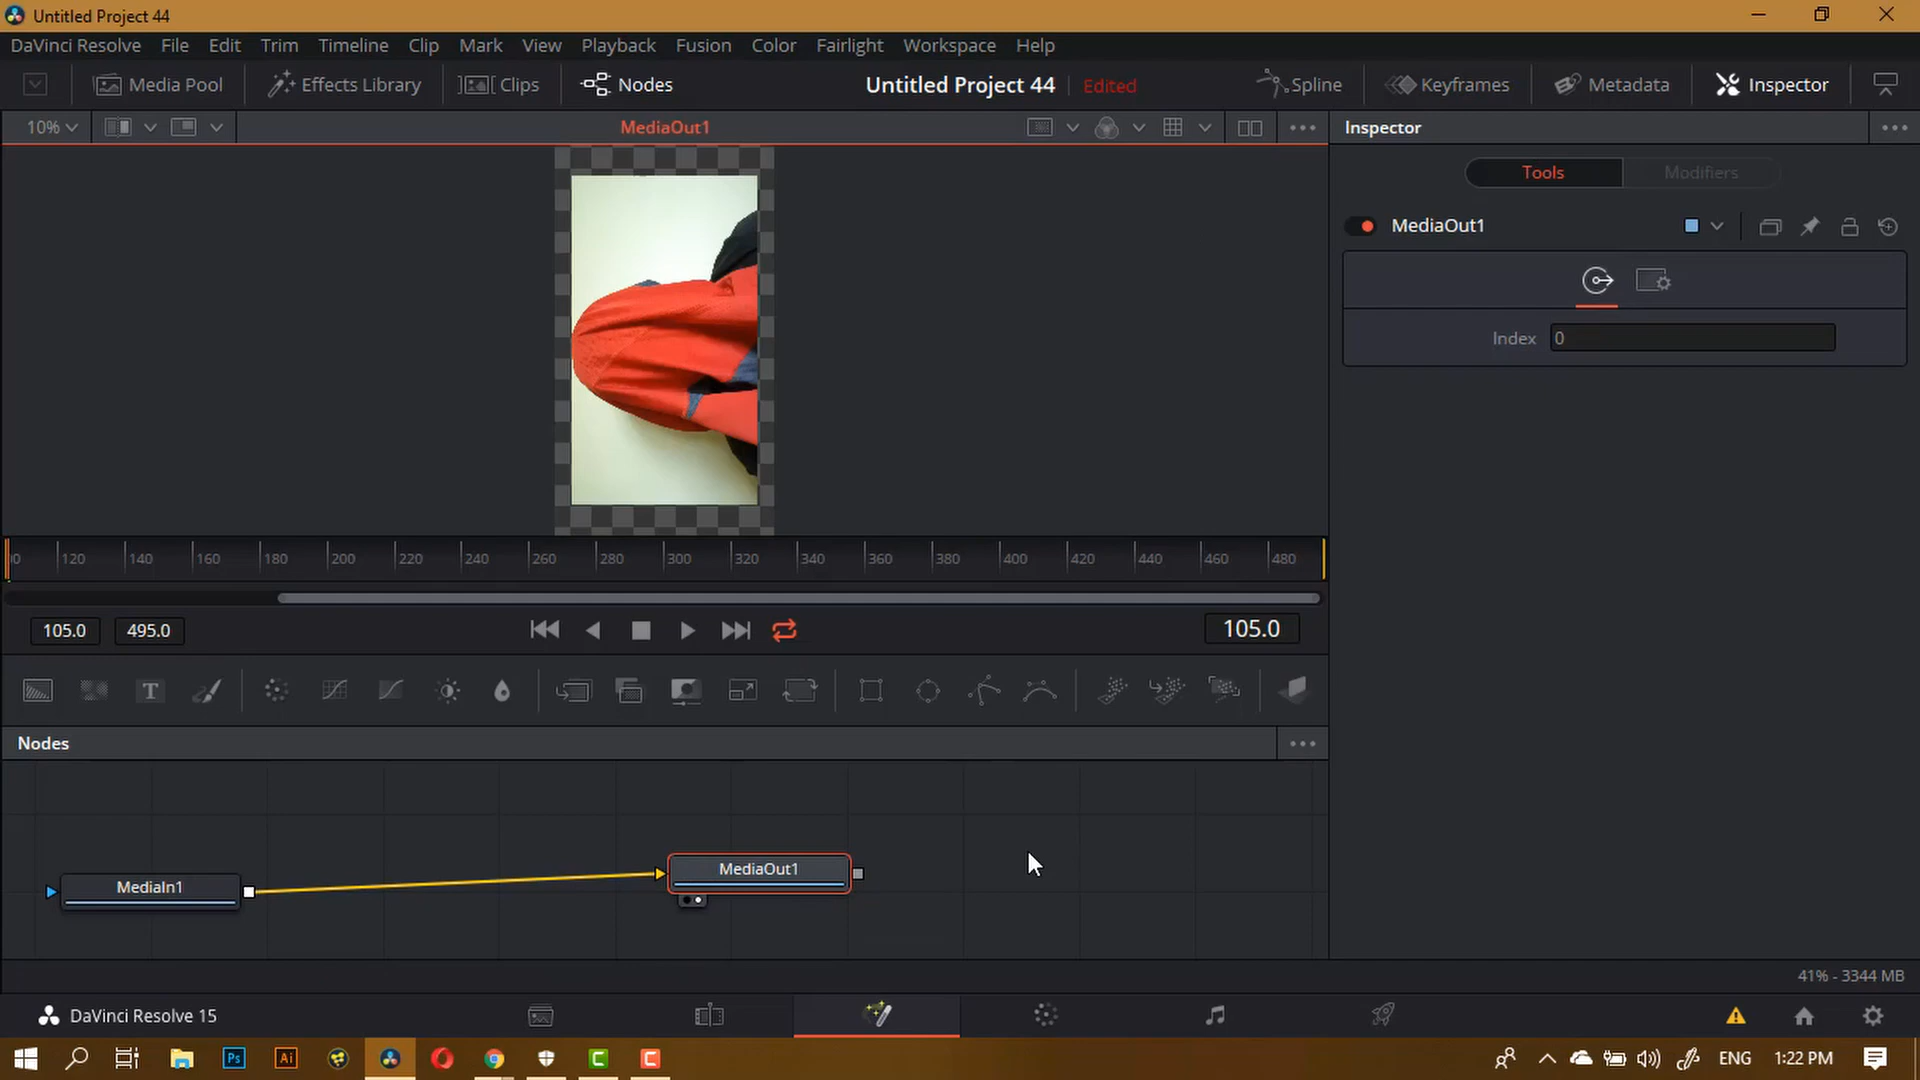 Untitled Project 44
DaVinci Resolve File Edit Trim Timeline Clip Mark View Playback Fusion Color Fairlight Workspace Help
Media Pool Effects Library Clips Nodes Untitled Project 44 Edited Spline Keyframes Metadata Inspector
10% MediaOut1 Inspector
Tools Modifiers
MediaOut1
Index 0
120 140 160 180 200 220 240 260 280 300 320 340 360 380 400 420 440 460 480
105.0 495.0 105.0
T
Nodes
MediaIn1 MediaOut1
41% - 3344 MB
DaVinci Resolve 15
Ps Ai C C ENG 1:22 PM